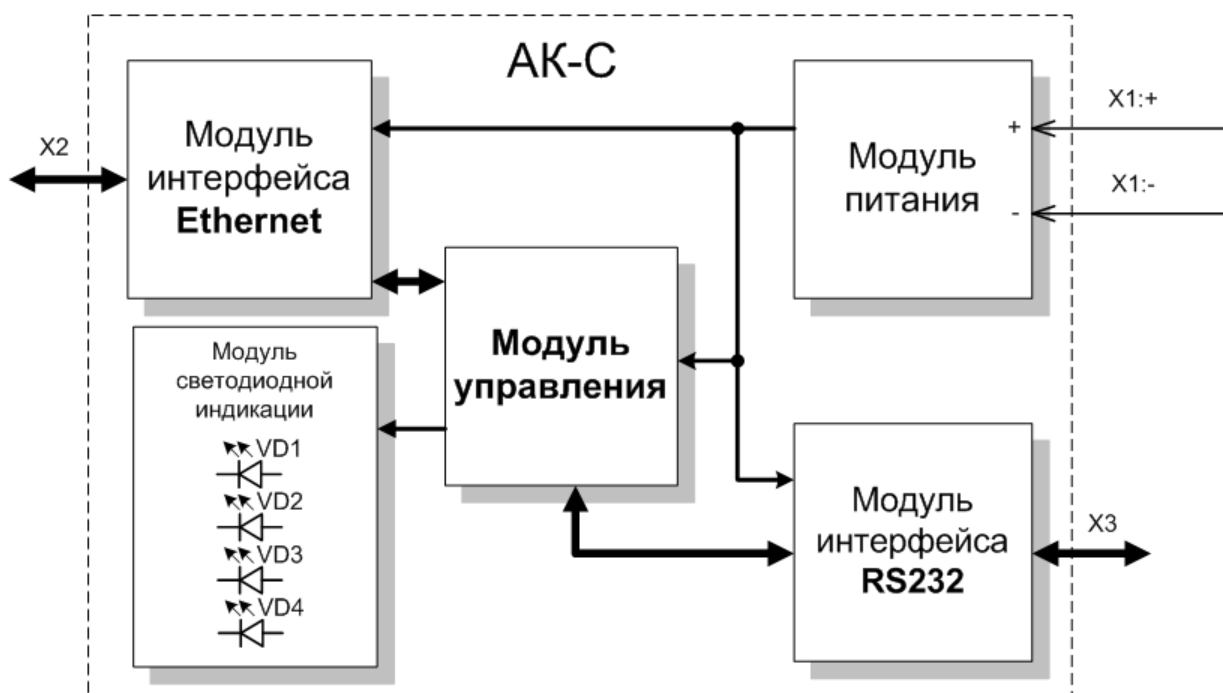 АК-С
Модуль
интерфейса
Ethernet
X2
Модуль
питания
+
-
X1:+
X1:-
Модуль
управления
Модуль
светодиодной
индикации
VD1
VD2
VD3
VD4
Модуль
интерфейса
RS232
X3